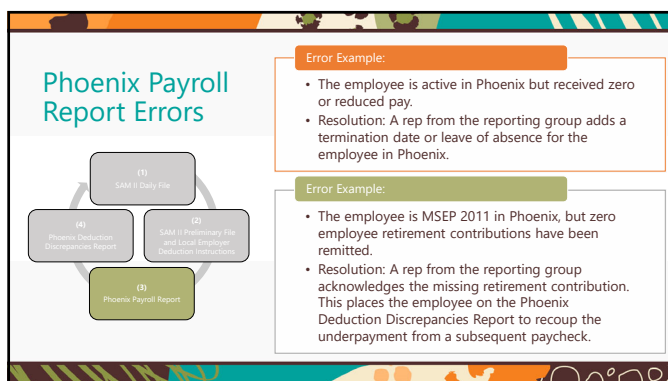 Phoenix Payroll
Report Errors
(1)
SAM II Daily File
(4)
Phoenix Deduction
Discrepancies Report
(2)
SAM II Preliminary File
and Local Employer
Deduction Instructions
(3)
Phoenix Payroll Report
Error Example:
• The employee is active in Phoenix but received zero
or reduced pay.
• Resolution: A rep from the reporting group adds a
termination date or leave of absence for the
employee in Phoenix.
Error Example:
• The employee is MSEP 2011 in Phoenix, but zero
employee retirement contributions have been
remitted.
• Resolution: A rep from the reporting group
acknowledges the missing retirement contribution.
This places the employee on the Phoenix
Deduction Discrepancies Report to recoup the
underpayment from a subsequent paycheck.